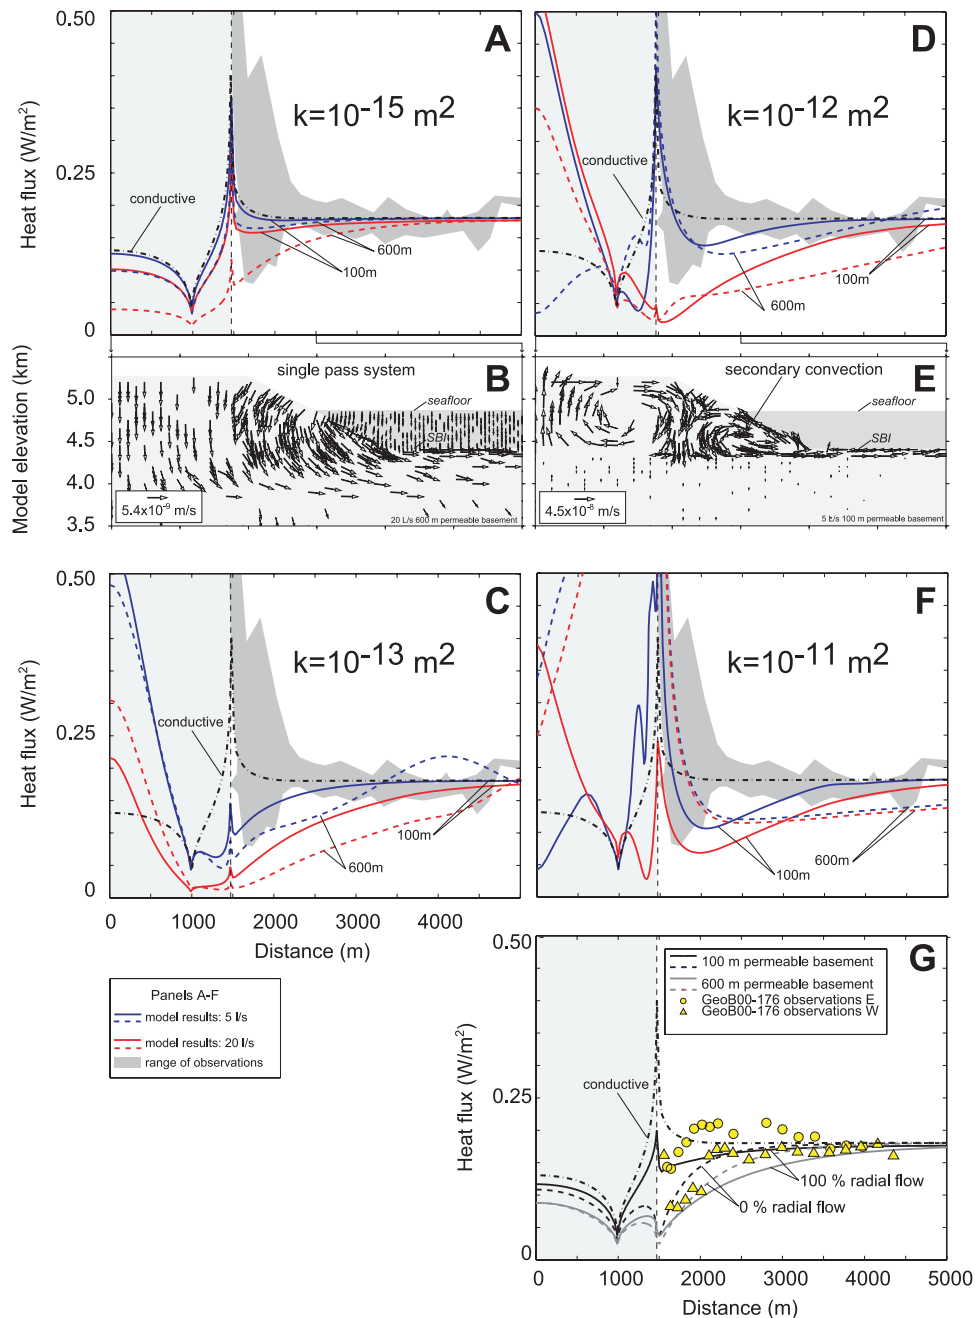 0.50
A
k=10-15 m2
conductive
0.25
600m
100m
0
Heat flux (W/m2)
D
k=10-12 m2
conductive
100m
600m
Model elevation (km)
5.0
4.5
4.0
3.5
single pass system
B
seafloor
SBI
5.4x10-9 m/s
20 L/s 600 m permeable basement
secondary convection
E
seafloor
SBI
4.5x10-8 m/s
5 L/s 100 m permeable basement
0.50
C
k=10-13 m2
conductive
0.25
100m
600m
0
Heat flux (W/m2)
0 1000 2000 3000 4000
Distance (m)
F
k=10-11 m2
600m
100m
Panels A-F
model results: 5 l/s
model results: 20 l/s
range of observations
0.50
G
100 m permeable basement
600 m permeable basement
GeoB00-176 observations E
GeoB00-176 observations W
conductive
0.25
100 % radial flow
0 % radial flow
0
Heat flux (W/m2)
0 1000 2000 3000 4000 5000
Distance (m)